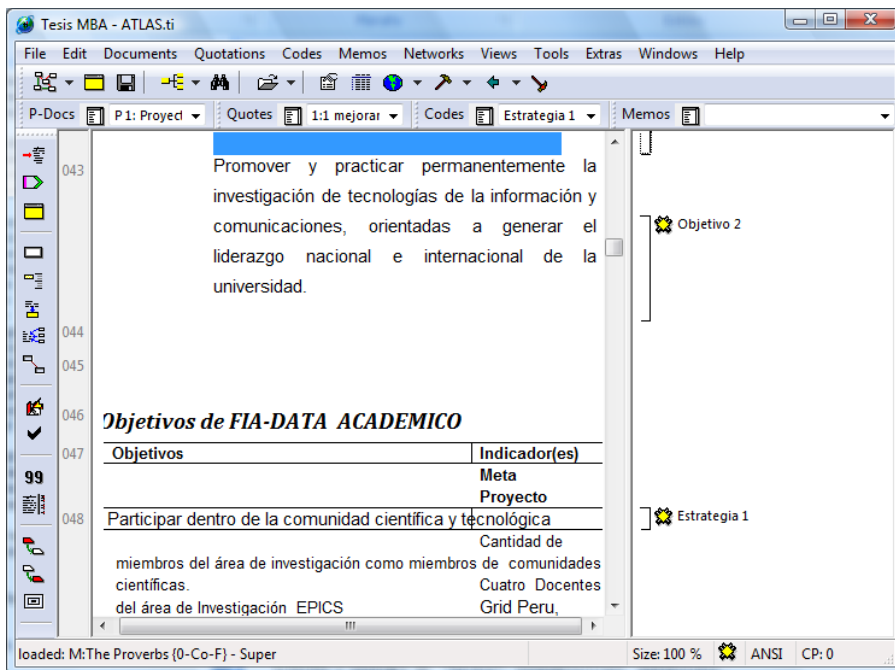 Tesis MBA - ATLAS.ti
File Edit Documents Quotations Codes Memos Networks Views Tools Extras Windows Help
P-Docs P 1: Proyect Quotes 1:1 mejorar Codes Estrategia 1 Memos
043 Promover y practicar permanentemente la
investigación de tecnologías de la información y
comunicaciones, orientadas a generar el
Objetivo 2
liderazgo nacional e internacional de la
universidad.
044
045
046 Objetivos de FIA-DATA ACADEMICO
047 Objetivos Indicador(es)
Meta
Proyecto
048 Participar dentro de la comunidad científica y tecnológica
Estrategia 1
Cantidad de
miembros del área de investigación como miembros de comunidades
científicas. Cuatro Docentes
del área de Investigación EPICS Grid Peru,
99
loaded: M:The Proverbs {0-Co-F} - Super Size: 100 % ANSI CP: 0